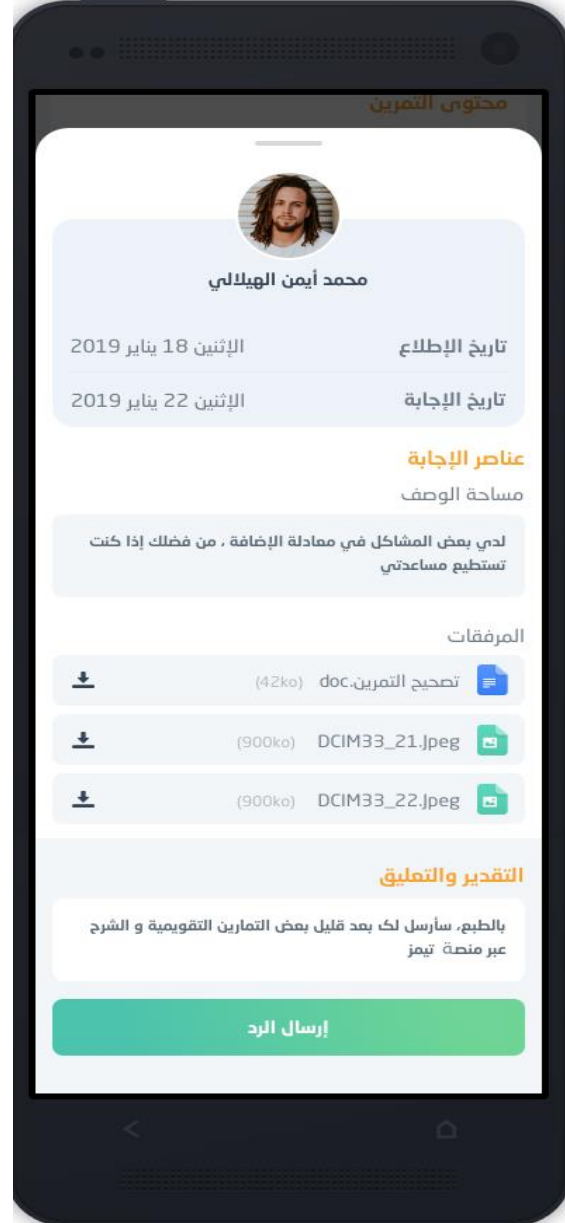 محتوى التمرين
محمد أيمن الهيلالي
تاريخ الإطلاع الإثنين 18 يناير 2019
تاريخ الإجابة الإثنين 22 يناير 2019
عناصر الإجابة
مساحة الوصف
لدي بعض المشاكل في معادلة الإضافة ، من فضلك إذا كنت
تستطيع مساعدتي
المرفقات
تصحيح التمرين.doc (42ko)
DCIM33_21.Jpeg (900ko)
DCIM33_22.Jpeg (900ko)
التقدير والتعليق
بالطبع، سأرسل لك بعد قليل بعض التمارين التقويمية و الشرح
عبر منصة تيمز
إرسال الرد